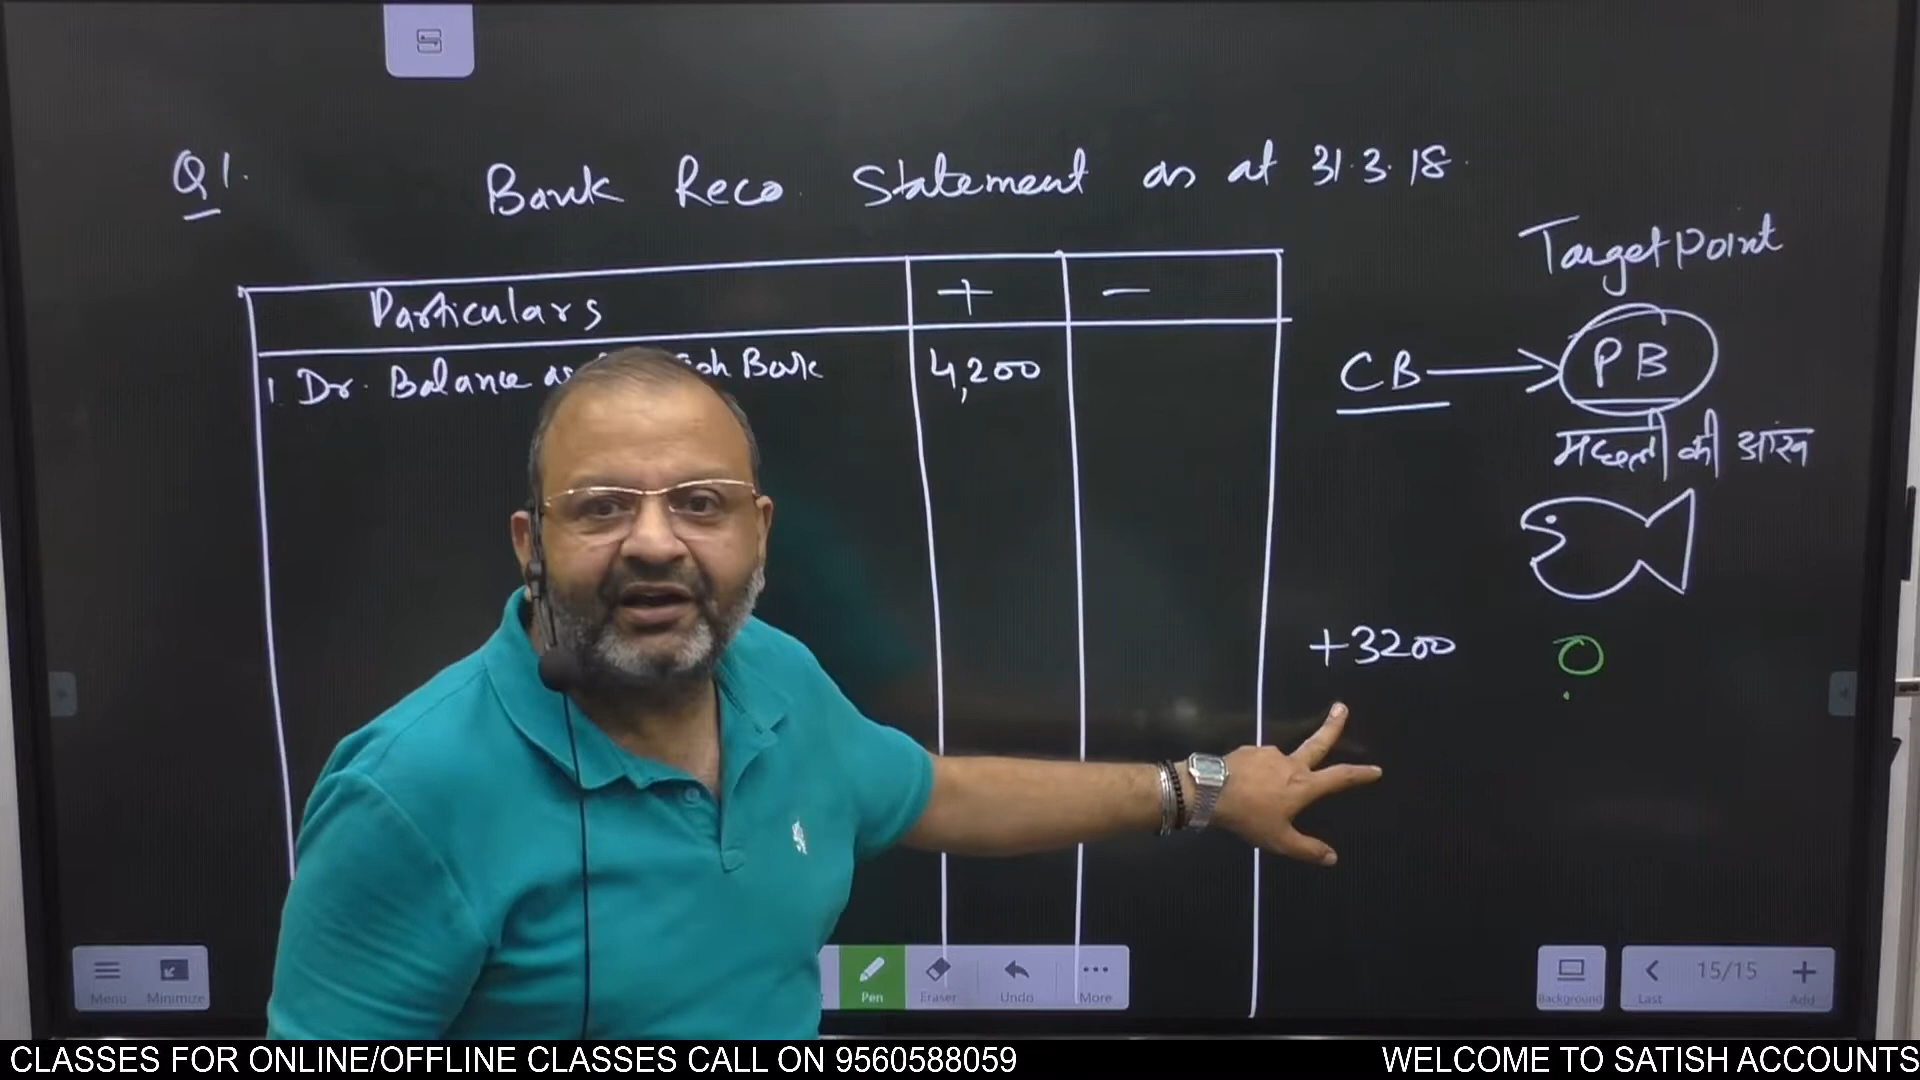 Q1.
Bank Reco. Statement as at 31.3.18.
Target Point
Particulars + −
CB → PB
1. Dr. Balance as Bank 4,200
मछली की आंख
+3200 0
Menu Minimize Pen Eraser Undo More Background Last 15/15 Add
CLASSES FOR ONLINE/OFFLINE CLASSES CALL ON 9560588059
WELCOME TO SATISH ACCOUNTS